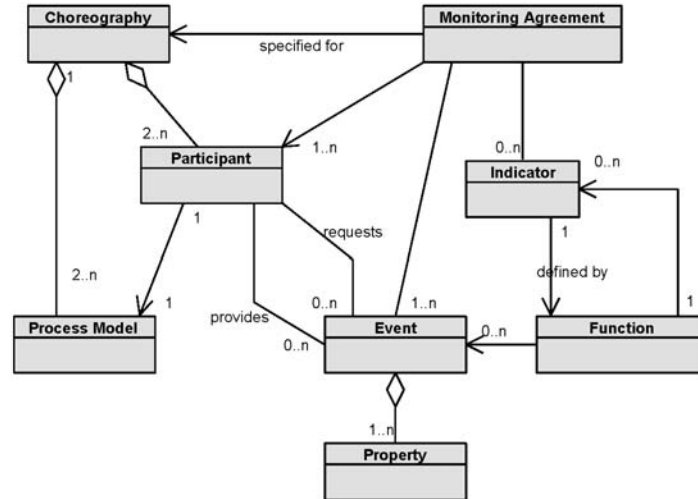 Choreography
Monitoring Agreement
specified for
1
2..n
1..n
0..n
Participant
Indicator
0..n
1
1
requests
2..n
defined by
1
0..n
1..n
1
provides
Process Model
0..n
Event
0..n
Function
1..n
Property